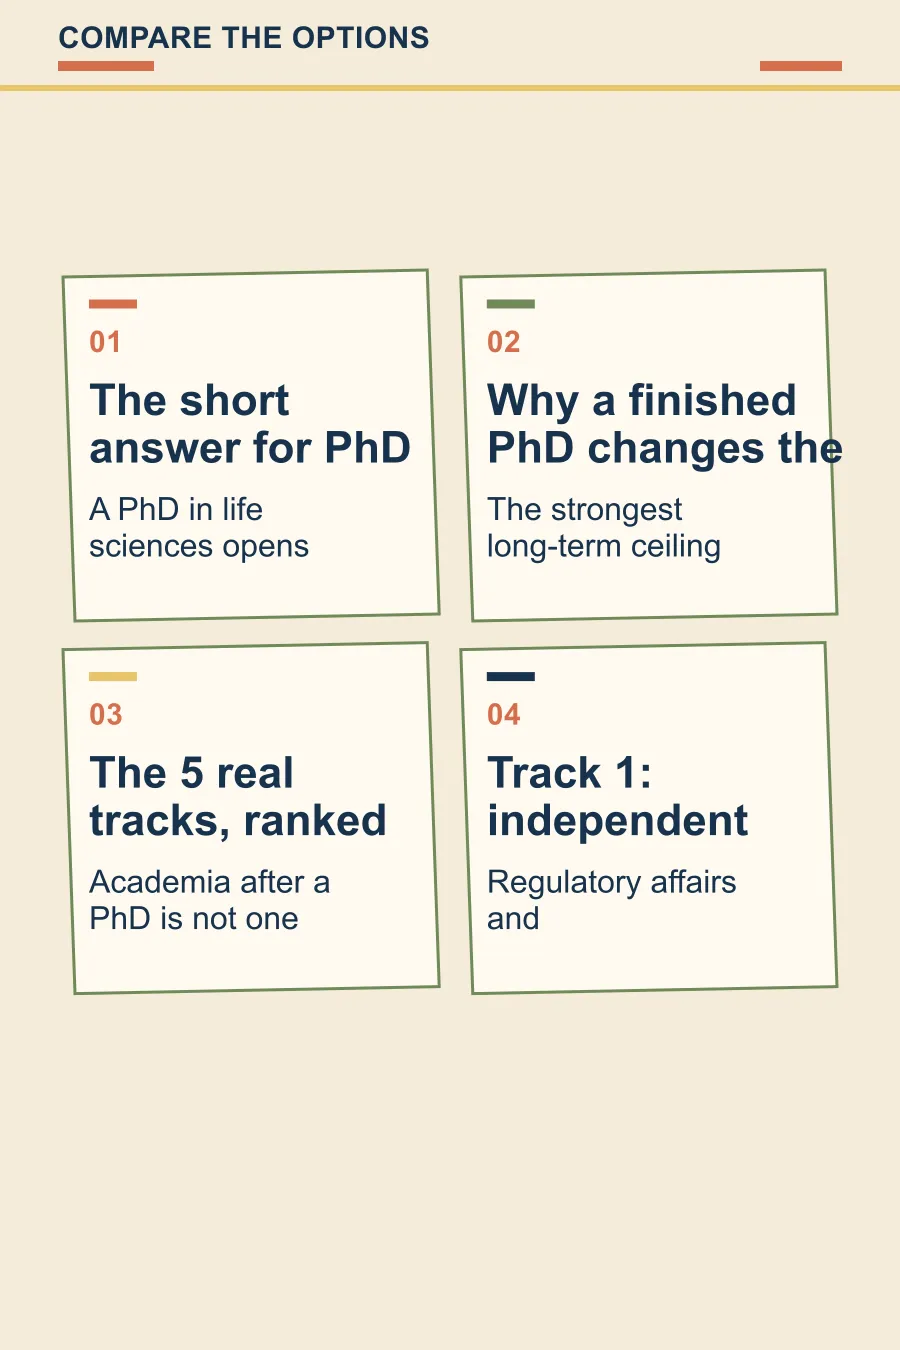 COMPARE THE OPTIONS
01
The short
answer for PhD
A PhD in life
sciences opens
02
Why a finished
PhD changes the
The strongest
long-term ceiling
03
The 5 real
tracks, ranked
Academia after a
PhD is not one
04
Track 1:
independent
Regulatory affairs
and